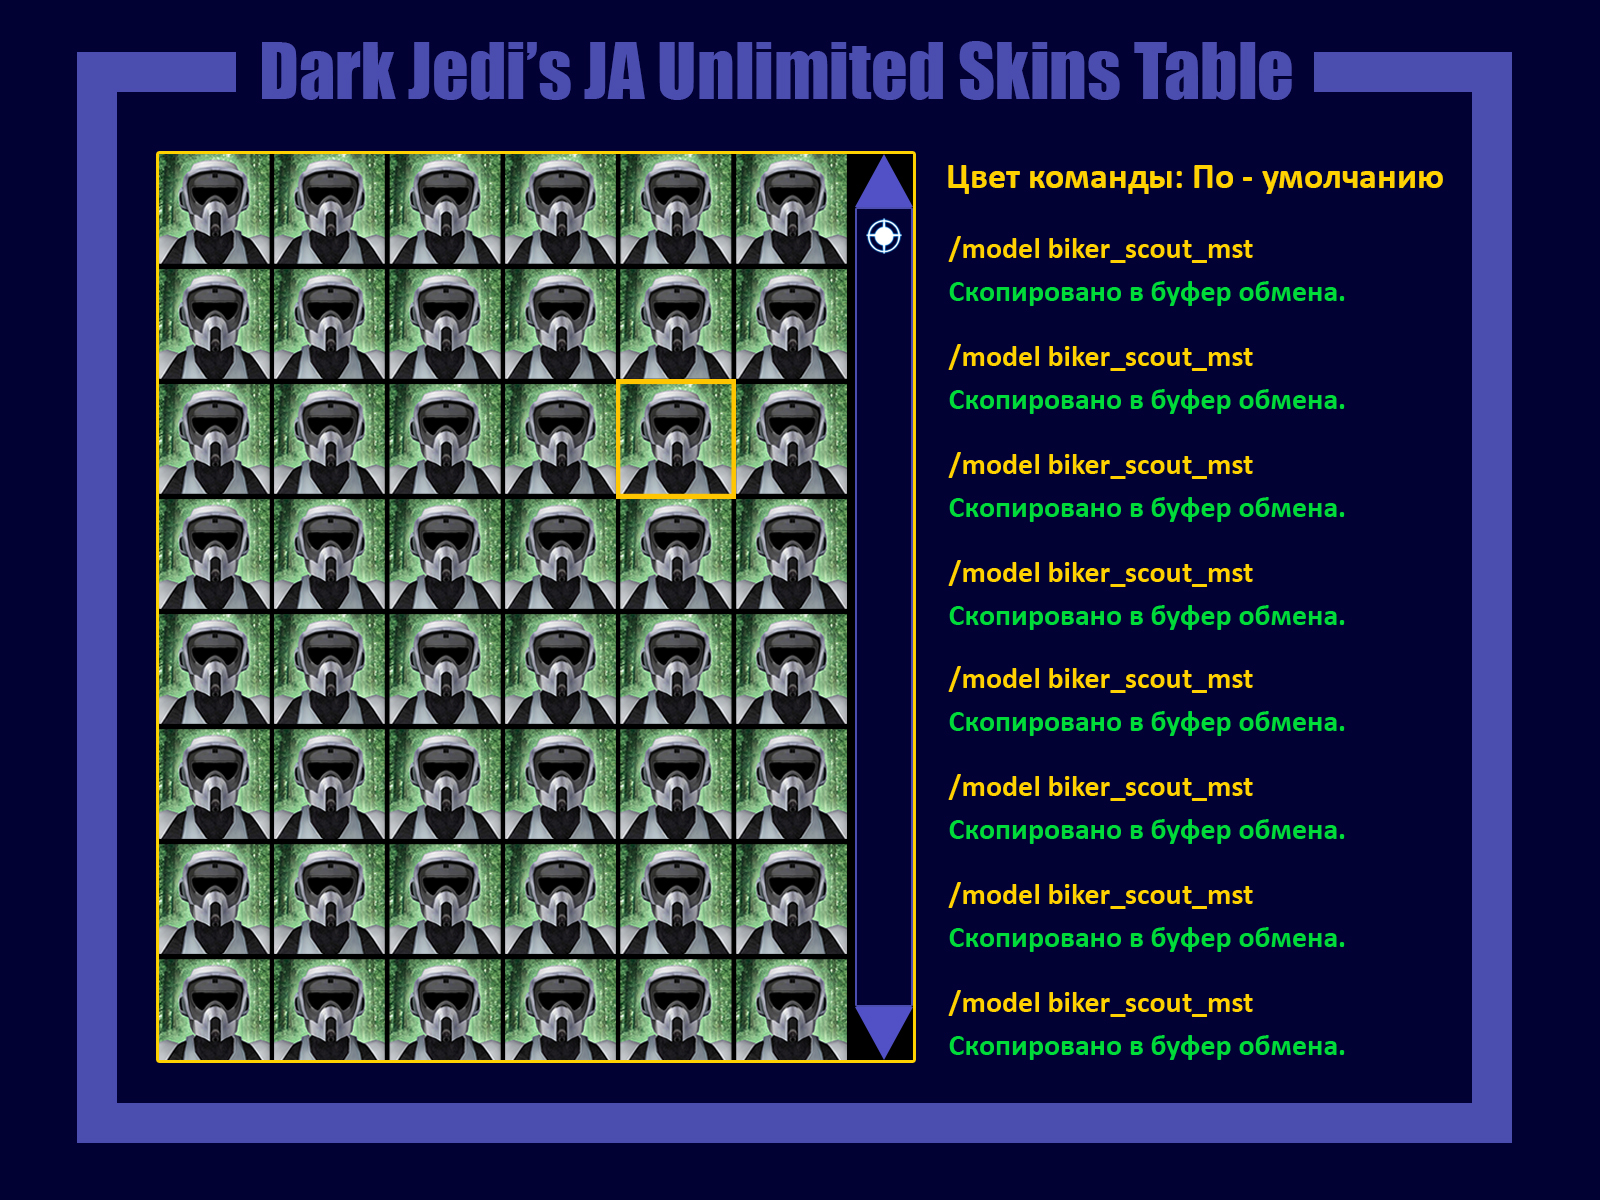 Dark Jedi’s JA Unlimited Skins Table
Цвет команды: По - умолчанию
/model biker_scout_mst
Скопировано в буфер обмена.
/model biker_scout_mst
Скопировано в буфер обмена.
/model biker_scout_mst
Скопировано в буфер обмена.
/model biker_scout_mst
Скопировано в буфер обмена.
/model biker_scout_mst
Скопировано в буфер обмена.
/model biker_scout_mst
Скопировано в буфер обмена.
/model biker_scout_mst
Скопировано в буфер обмена.
/model biker_scout_mst
Скопировано в буфер обмена.